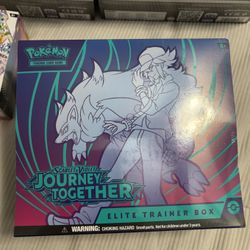 POKÉMON
TRADING CARD GAME
SCARLET & VIOLET
JOURNEY
TOGETHER
ELITE TRAINER BOX
WARNING: CHOKING HAZARD! Small parts. Not for children under 3 years.